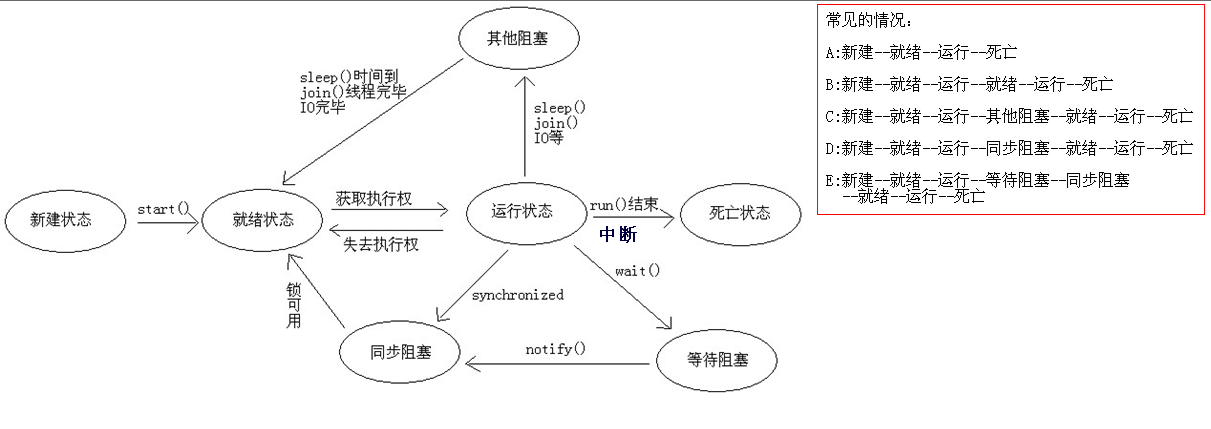 其他阻塞
sleep()时间到
join()线程完毕
IO完毕
sleep()
join()
IO等
新建状态
start()
就绪状态
获取执行权
失去执行权
运行状态
run()结束
中断
死亡状态
锁可用
synchronized
wait()
同步阻塞
notify()
等待阻塞
常见的情况:
A:新建--就绪--运行--死亡
B:新建--就绪--运行--就绪--运行--死亡
C:新建--就绪--运行--其他阻塞--就绪--运行--死亡
D:新建--就绪--运行--同步阻塞--就绪--运行--死亡
E:新建--就绪--运行--等待阻塞--同步阻塞
--就绪--运行--死亡